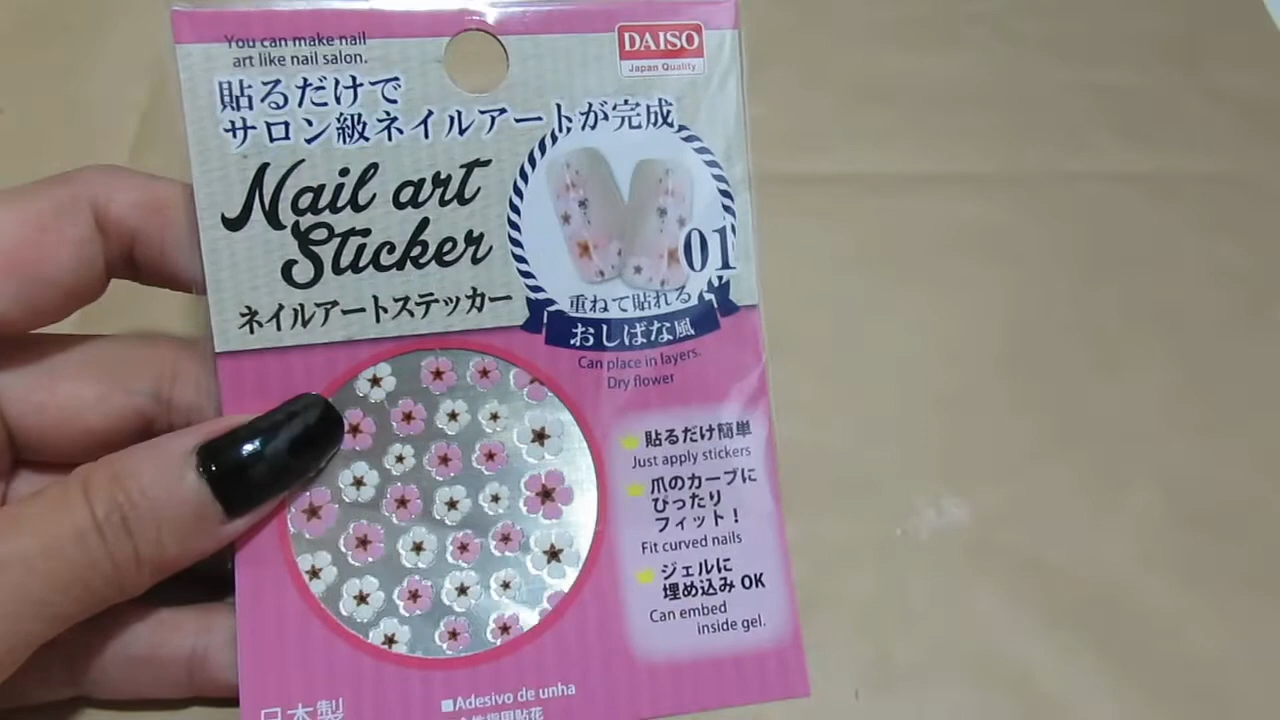 You can make nail
art like nail salon.
DAISO
Japan Quality
貼るだけで
サロン級ネイルアートが完成
Nail art
Sticker
ネイルアートステッカー
01
重ねて貼れる
おしばな風
Can place in layers.
Dry flower
貼るだけ簡単
Just apply stickers
爪のカーブに
ぴったり
フィット!
Fit curved nails
ジェルに
埋め込みOK
Can embed
inside gel.
日本製
■Adesivo de unha